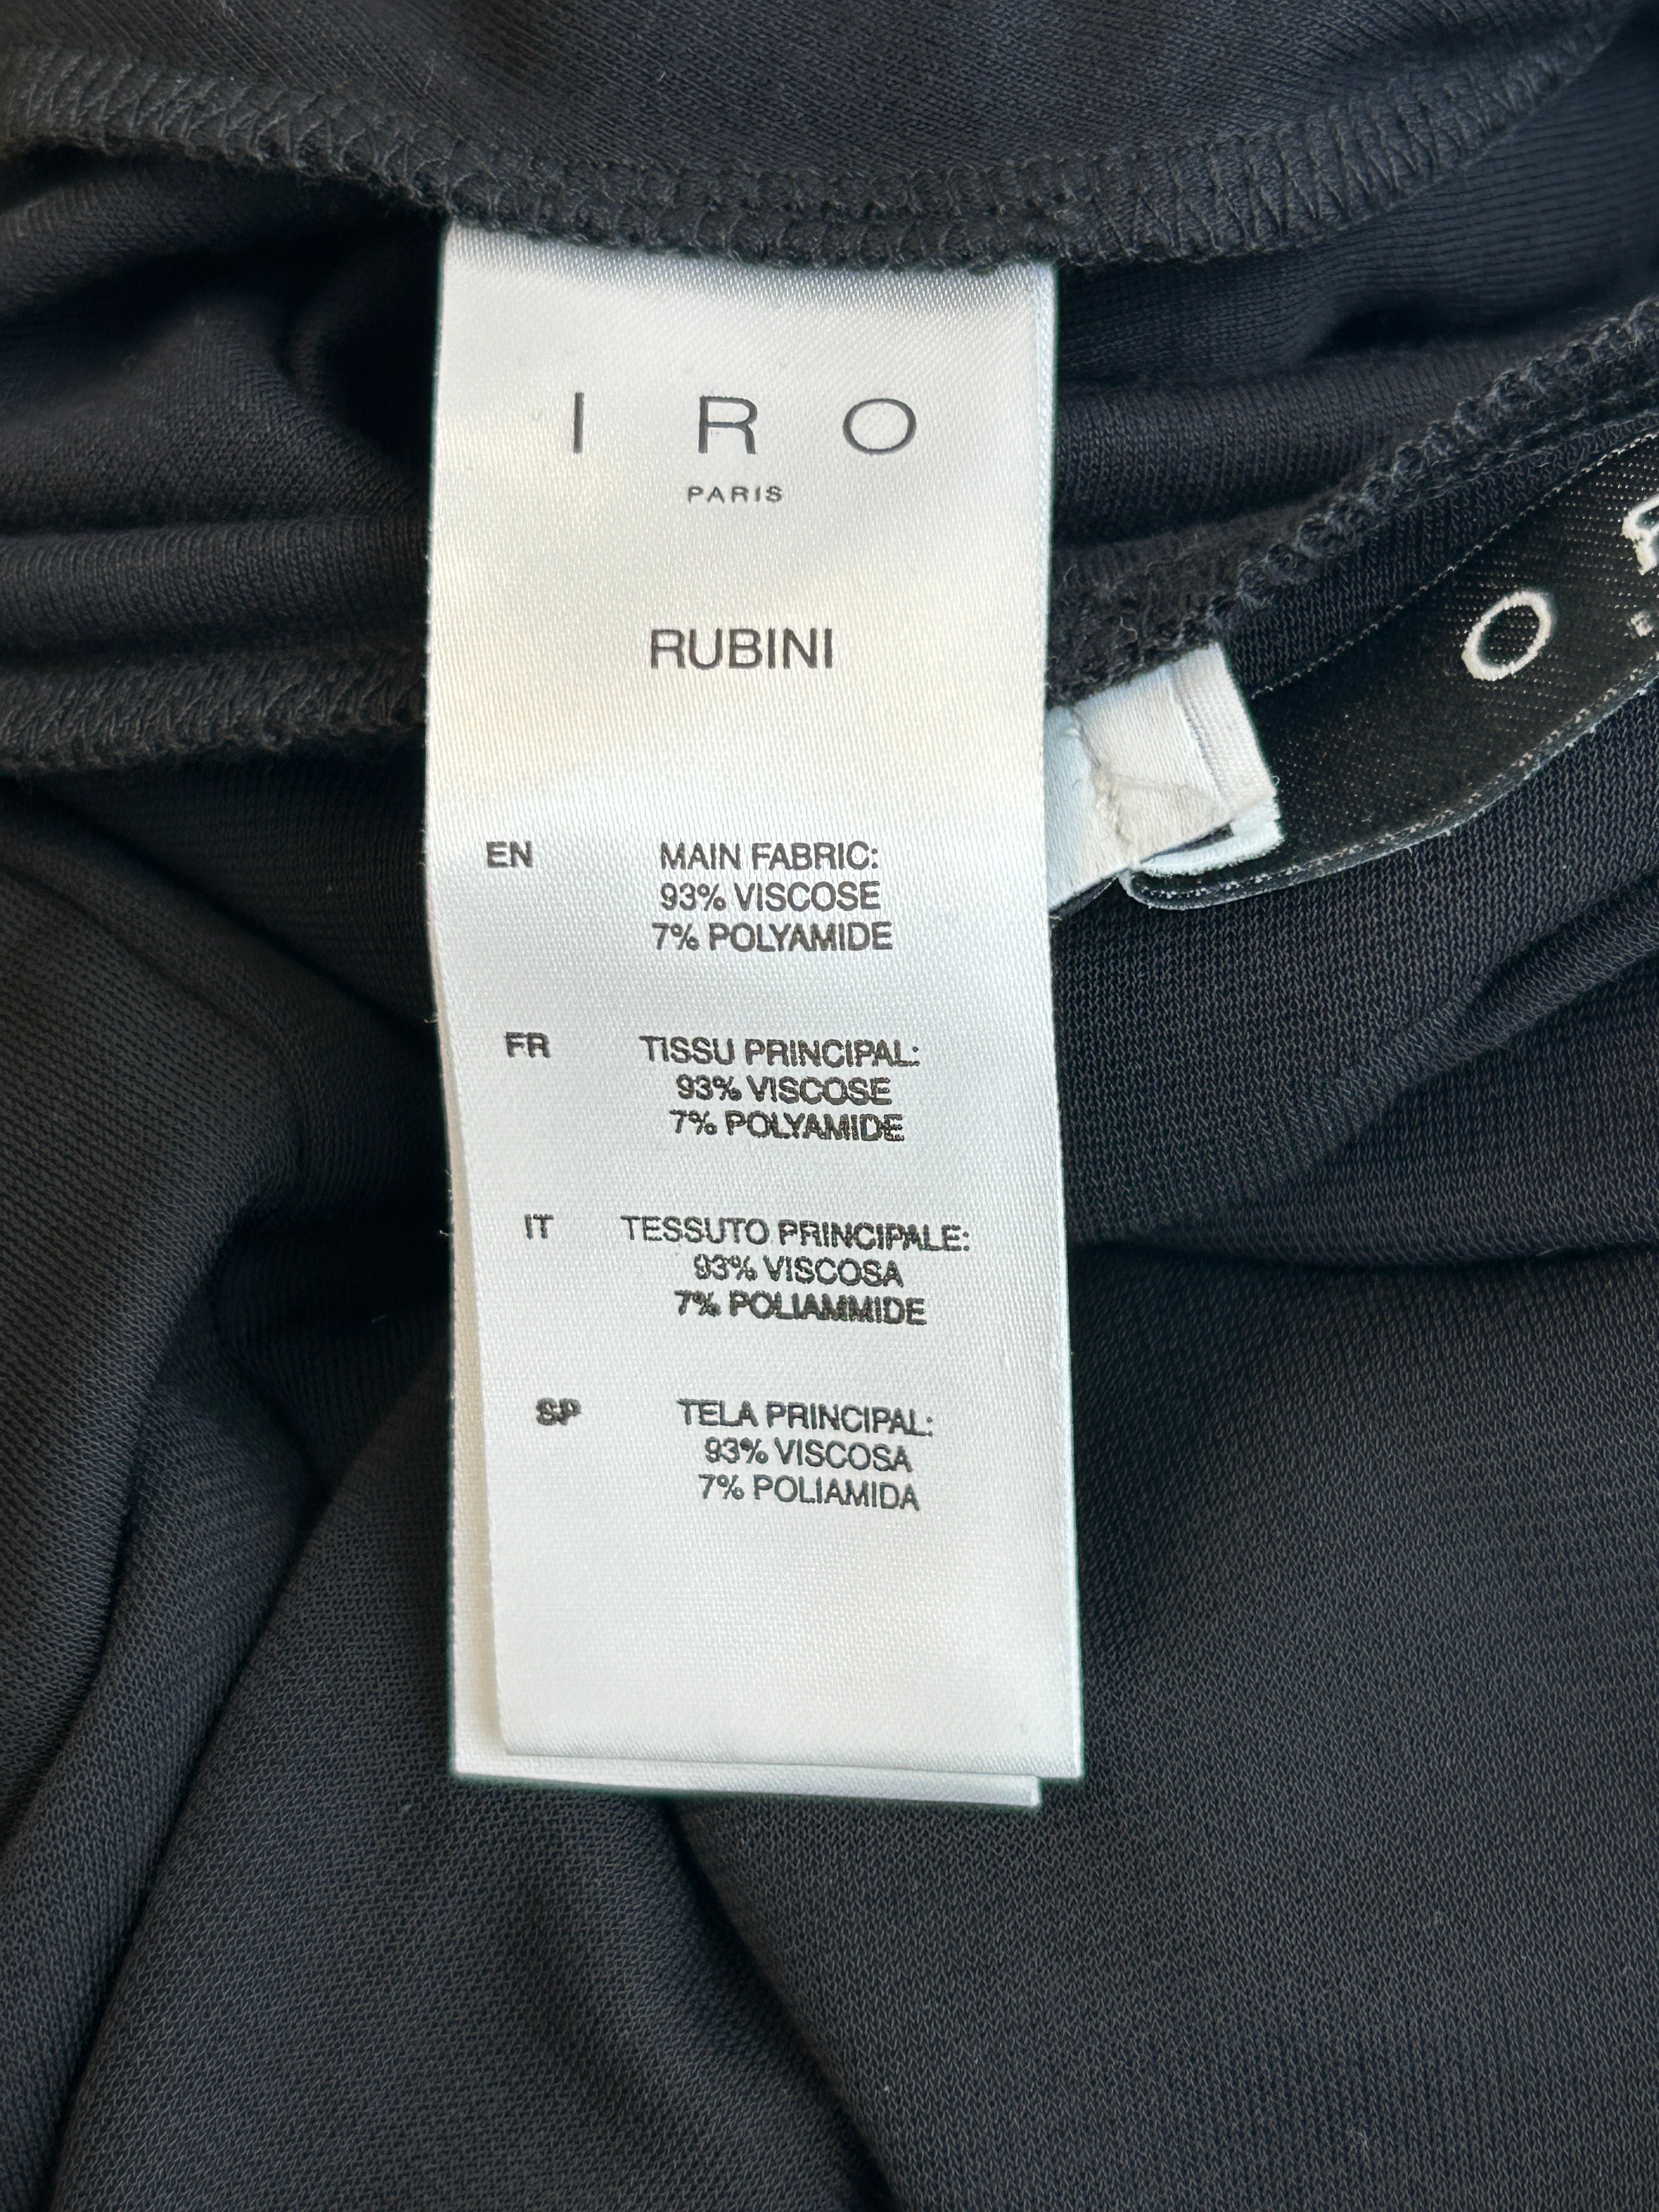 I R O
PARIS
RUBINI
EN MAIN FABRIC:
93% VISCOSE
7% POLYAMIDE
FR TISSU PRINCIPAL:
93% VISCOSE
7% POLYAMIDE
IT TESSUTO PRINCIPALE:
93% VISCOSA
7% POLIAMMIDE
SP TELA PRINCIPAL:
93% VISCOSA
7% POLIAMIDA
O